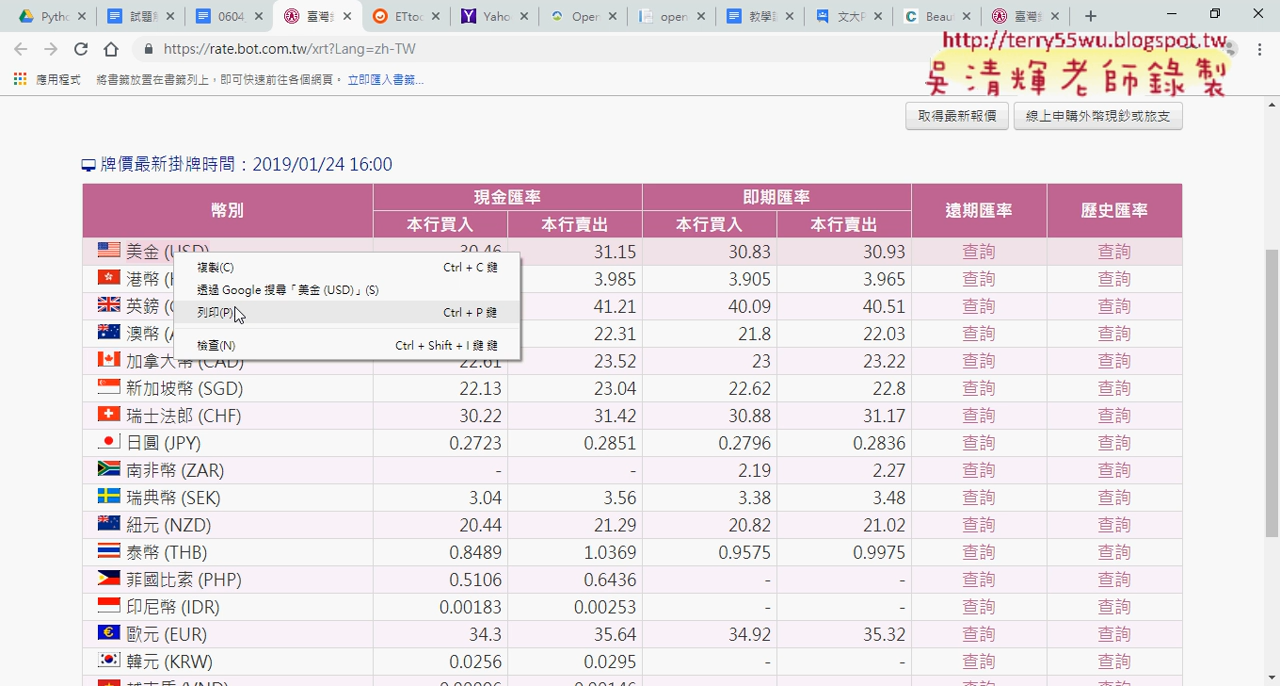 Pytho
試題
0604
臺灣
ETtoc
Yaho
Oper
open
教學
文大P
Beau
臺灣
https://rate.bot.com.tw/xrt?Lang=zh-TW
http://terry55wu.blogspot.tw
吳清輝老師錄製
應用程式 將書籤放置在書籤列上,即可快速前往各個網頁。 立即匯入書籤...
取得最新報價 線上申購外幣現鈔或旅支
牌價最新掛牌時間:2019/01/24 16:00
幣別 現金匯率 即期匯率 遠期匯率 歷史匯率
本行買入 本行賣出 本行買入 本行賣出
美金 (USD) 30.46 31.15 30.83 30.93 查詢 查詢
港幣 3.985 3.905 3.965 查詢 查詢
英鎊 41.21 40.09 40.51 查詢 查詢
澳幣 22.31 21.8 22.03 查詢 查詢
加拿大幣 (CAD) 22.61 23.52 23 23.22 查詢 查詢
複製(C) Ctrl + C 鍵
透過 Google 搜尋「美金 (USD)」(S)
列印(P) Ctrl + P 鍵
檢查(N) Ctrl + Shift + I 鍵 鍵
新加坡幣 (SGD) 22.13 23.04 22.62 22.8 查詢 查詢
瑞士法郎 (CHF) 30.22 31.42 30.88 31.17 查詢 查詢
日圓 (JPY) 0.2723 0.2851 0.2796 0.2836 查詢 查詢
南非幣 (ZAR) - - 2.19 2.27 查詢 查詢
瑞典幣 (SEK) 3.04 3.56 3.38 3.48 查詢 查詢
紐元 (NZD) 20.44 21.29 20.82 21.02 查詢 查詢
泰幣 (THB) 0.8489 1.0369 0.9575 0.9975 查詢 查詢
菲國比索 (PHP) 0.5106 0.6436 - - 查詢 查詢
印尼幣 (IDR) 0.00183 0.00253 - - 查詢 查詢
歐元 (EUR) 34.3 35.64 34.92 35.32 查詢 查詢
韓元 (KRW) 0.0256 0.0295 - - 查詢 查詢